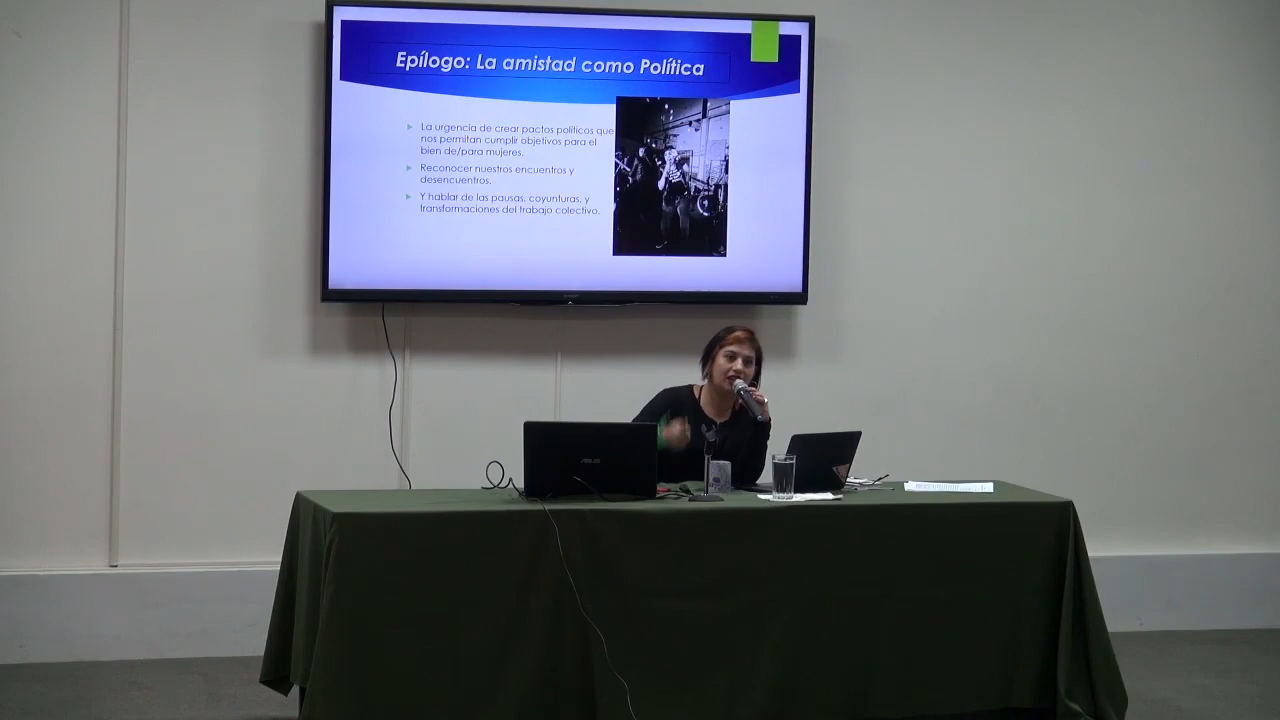 Epílogo: La amistad como Política
La urgencia de crear pactos políticos que
nos permitan cumplir objetivos para el
bien de/para mujeres.
Reconocer nuestros encuentros y
desencuentros.
Y hablar de las pausas, coyunturas, y
transformaciones del trabajo colectivo.
ASUS